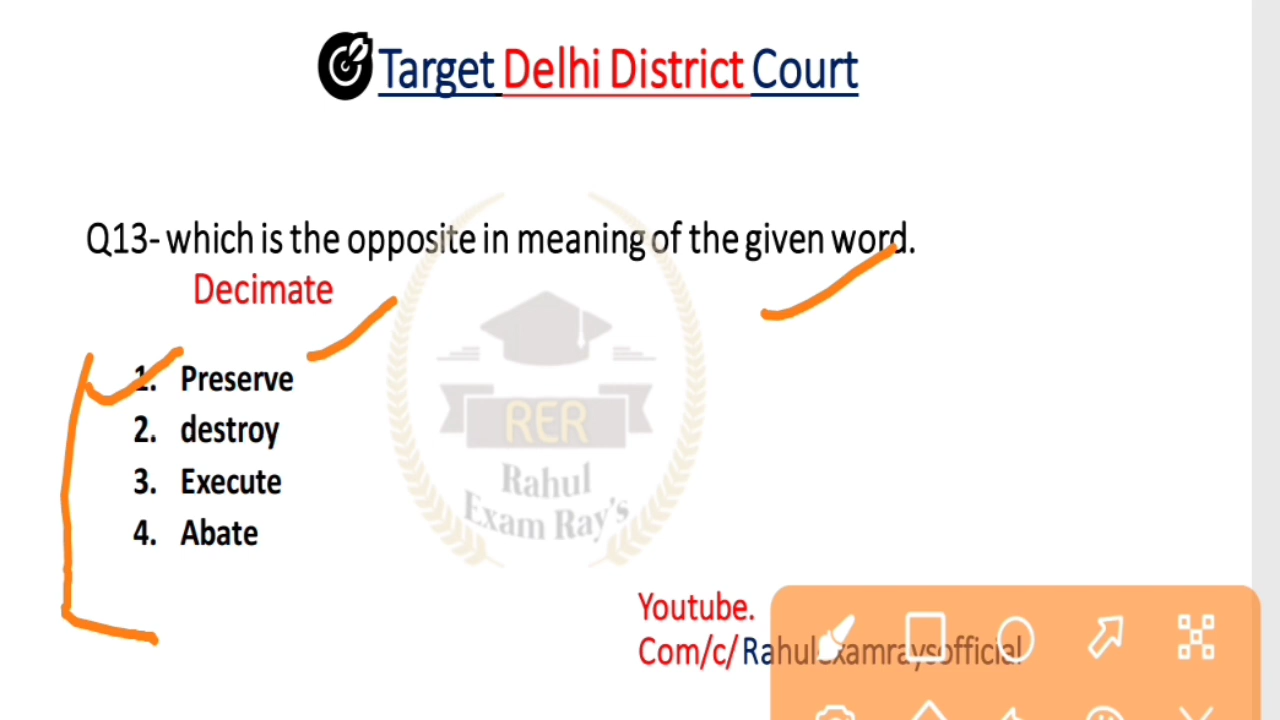 Target Delhi District Court
Q13- which is the opposite in meaning of the given word.
Decimate
1. Preserve
2. destroy
3. Execute
4. Abate
RER
Rahul
Exam Ray's
Youtube.
Com/c/Rahulexamraysofficial